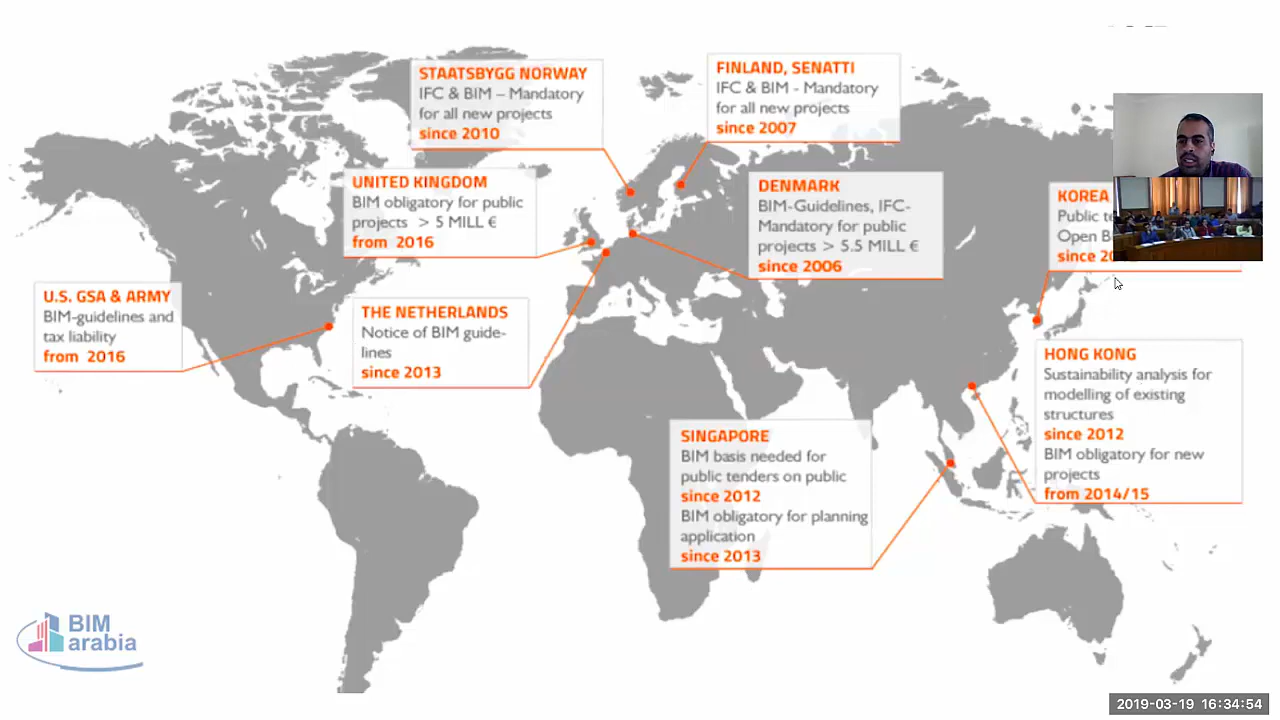 STAATSBYGG NORWAY
IFC & BIM – Mandatory
for all new projects
since 2010
FINLAND, SENATTI
IFC & BIM - Mandatory
for all new projects
since 2007
UNITED KINGDOM
BIM obligatory for public
projects > 5 MILL €
from 2016
DENMARK
BIM-Guidelines, IFC-
Mandatory for public
projects > 5.5 MILL €
since 2006
KOREA
Public
Open
since
U.S. GSA & ARMY
BIM-guidelines and
tax liability
from 2016
THE NETHERLANDS
Notice of BIM guide-
lines
since 2013
HONG KONG
Sustainability analysis for
modelling of existing
structures
since 2012
BIM obligatory for new
projects
from 2014/15
SINGAPORE
BIM basis needed for
public tenders on public
since 2012
BIM obligatory for planning
application
since 2013
BIM
arabia
2019-03-19 16:34:54